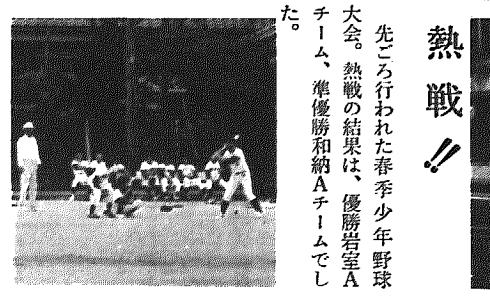 熱戦!!
先ごろ行われた春季少年野球
大会。熱戦の結果は、優勝岩室A
チーム、準優勝和納Aチームでし
た。